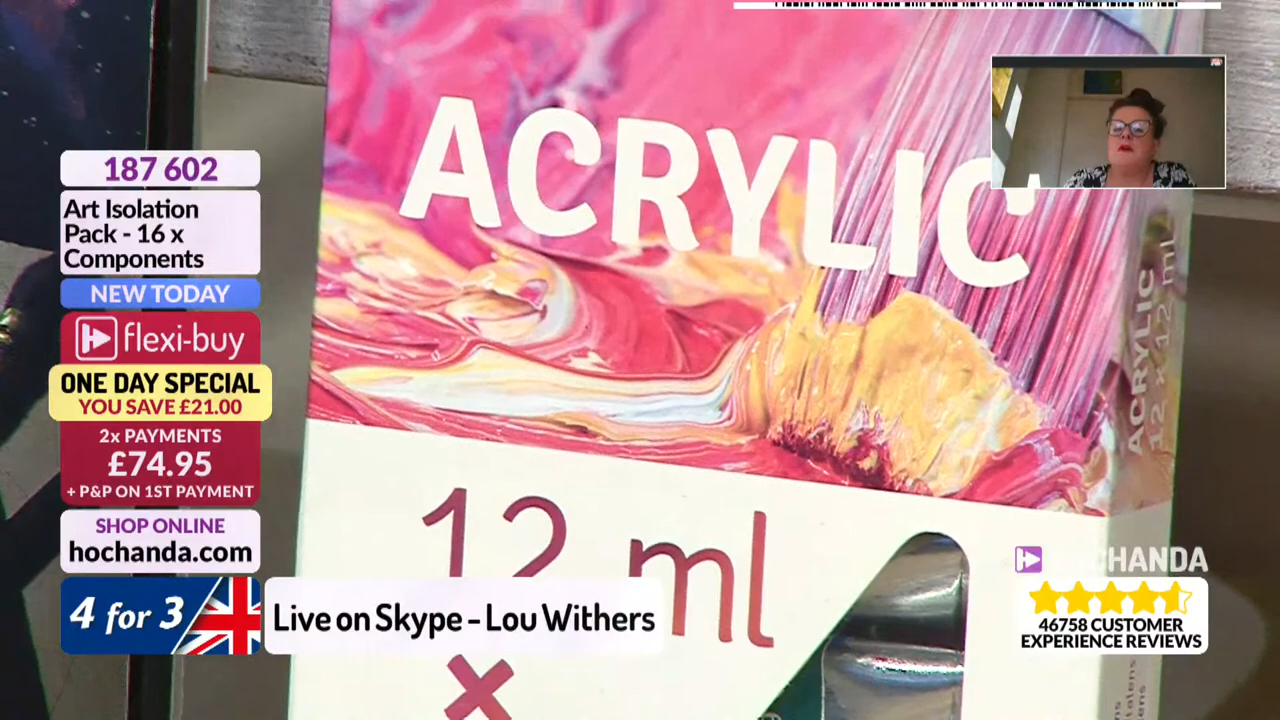 187 602
Art Isolation
Pack - 16 x
Components
NEW TODAY
flexi-buy
ONE DAY SPECIAL
YOU SAVE £21.00
2x PAYMENTS
£74.95
+ P&P ON 1ST PAYMENT
SHOP ONLINE
hochanda.com
4 for 3
Live on Skype - Lou Withers
ACRYLIC
12 ml
x
ACRYLIC
12 x 12 ml
HOCHANDA
46758 CUSTOMER
EXPERIENCE REVIEWS